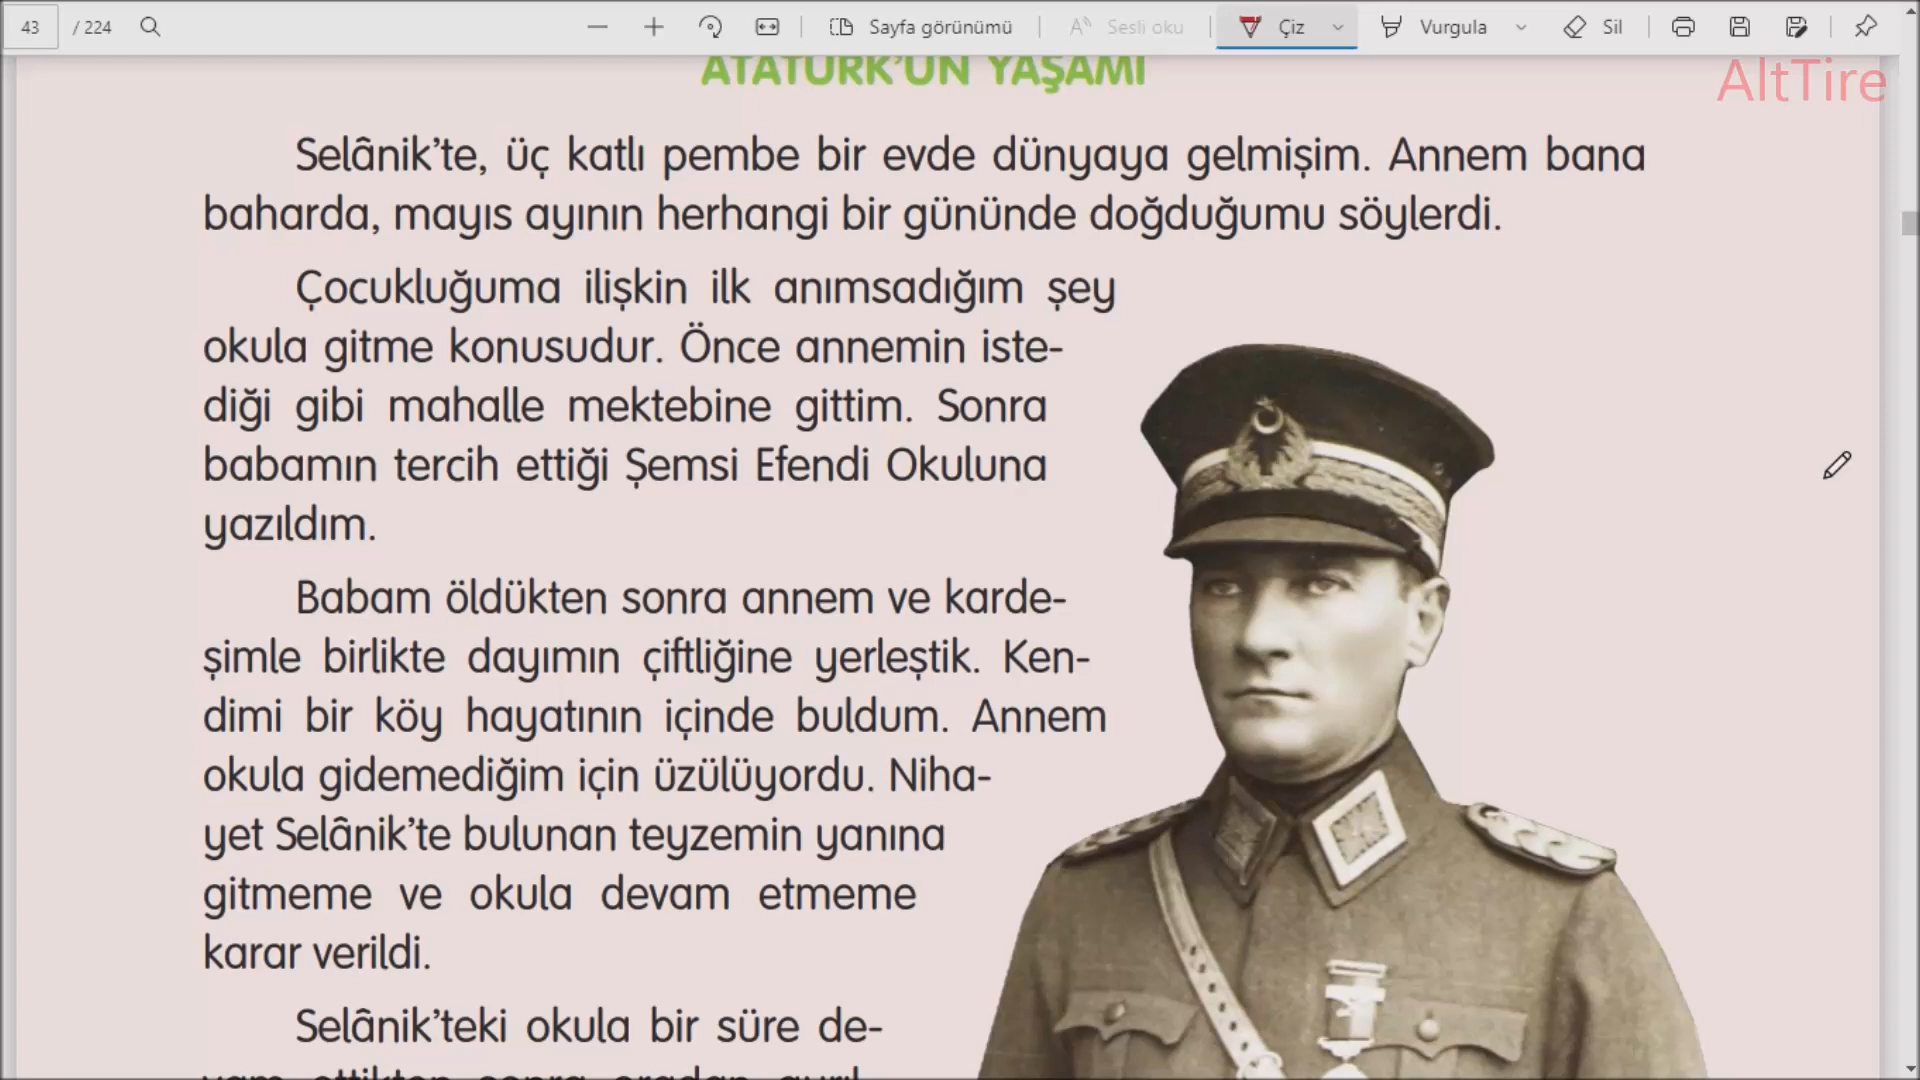 43 / 224 Sayfa görünümü Sesli oku Çiz Vurgula Sil
ATATÜRK'ÜN YAŞAMI
AltTire
Selânik'te, üç katlı pembe bir evde dünyaya gelmişim. Annem bana
baharda, mayıs ayının herhangi bir gününde doğduğumu söylerdi.
Çocukluğuma ilişkin ilk anımsadığım şey
okula gitme konusudur. Önce annemin iste-
diği gibi mahalle mektebine gittim. Sonra
babamın tercih ettiği Şemsi Efendi Okuluna
yazıldım.
Babam öldükten sonra annem ve karde-
şimle birlikte dayımın çiftliğine yerleştik. Ken-
dimi bir köy hayatının içinde buldum. Annem
okula gidemediğim için üzülüyordu. Niha-
yet Selânik'te bulunan teyzemin yanına
gitmeme ve okula devam etmeme
karar verildi.
Selânik'teki okula bir süre de-
vam ettikten sonra oradan ayrıl-